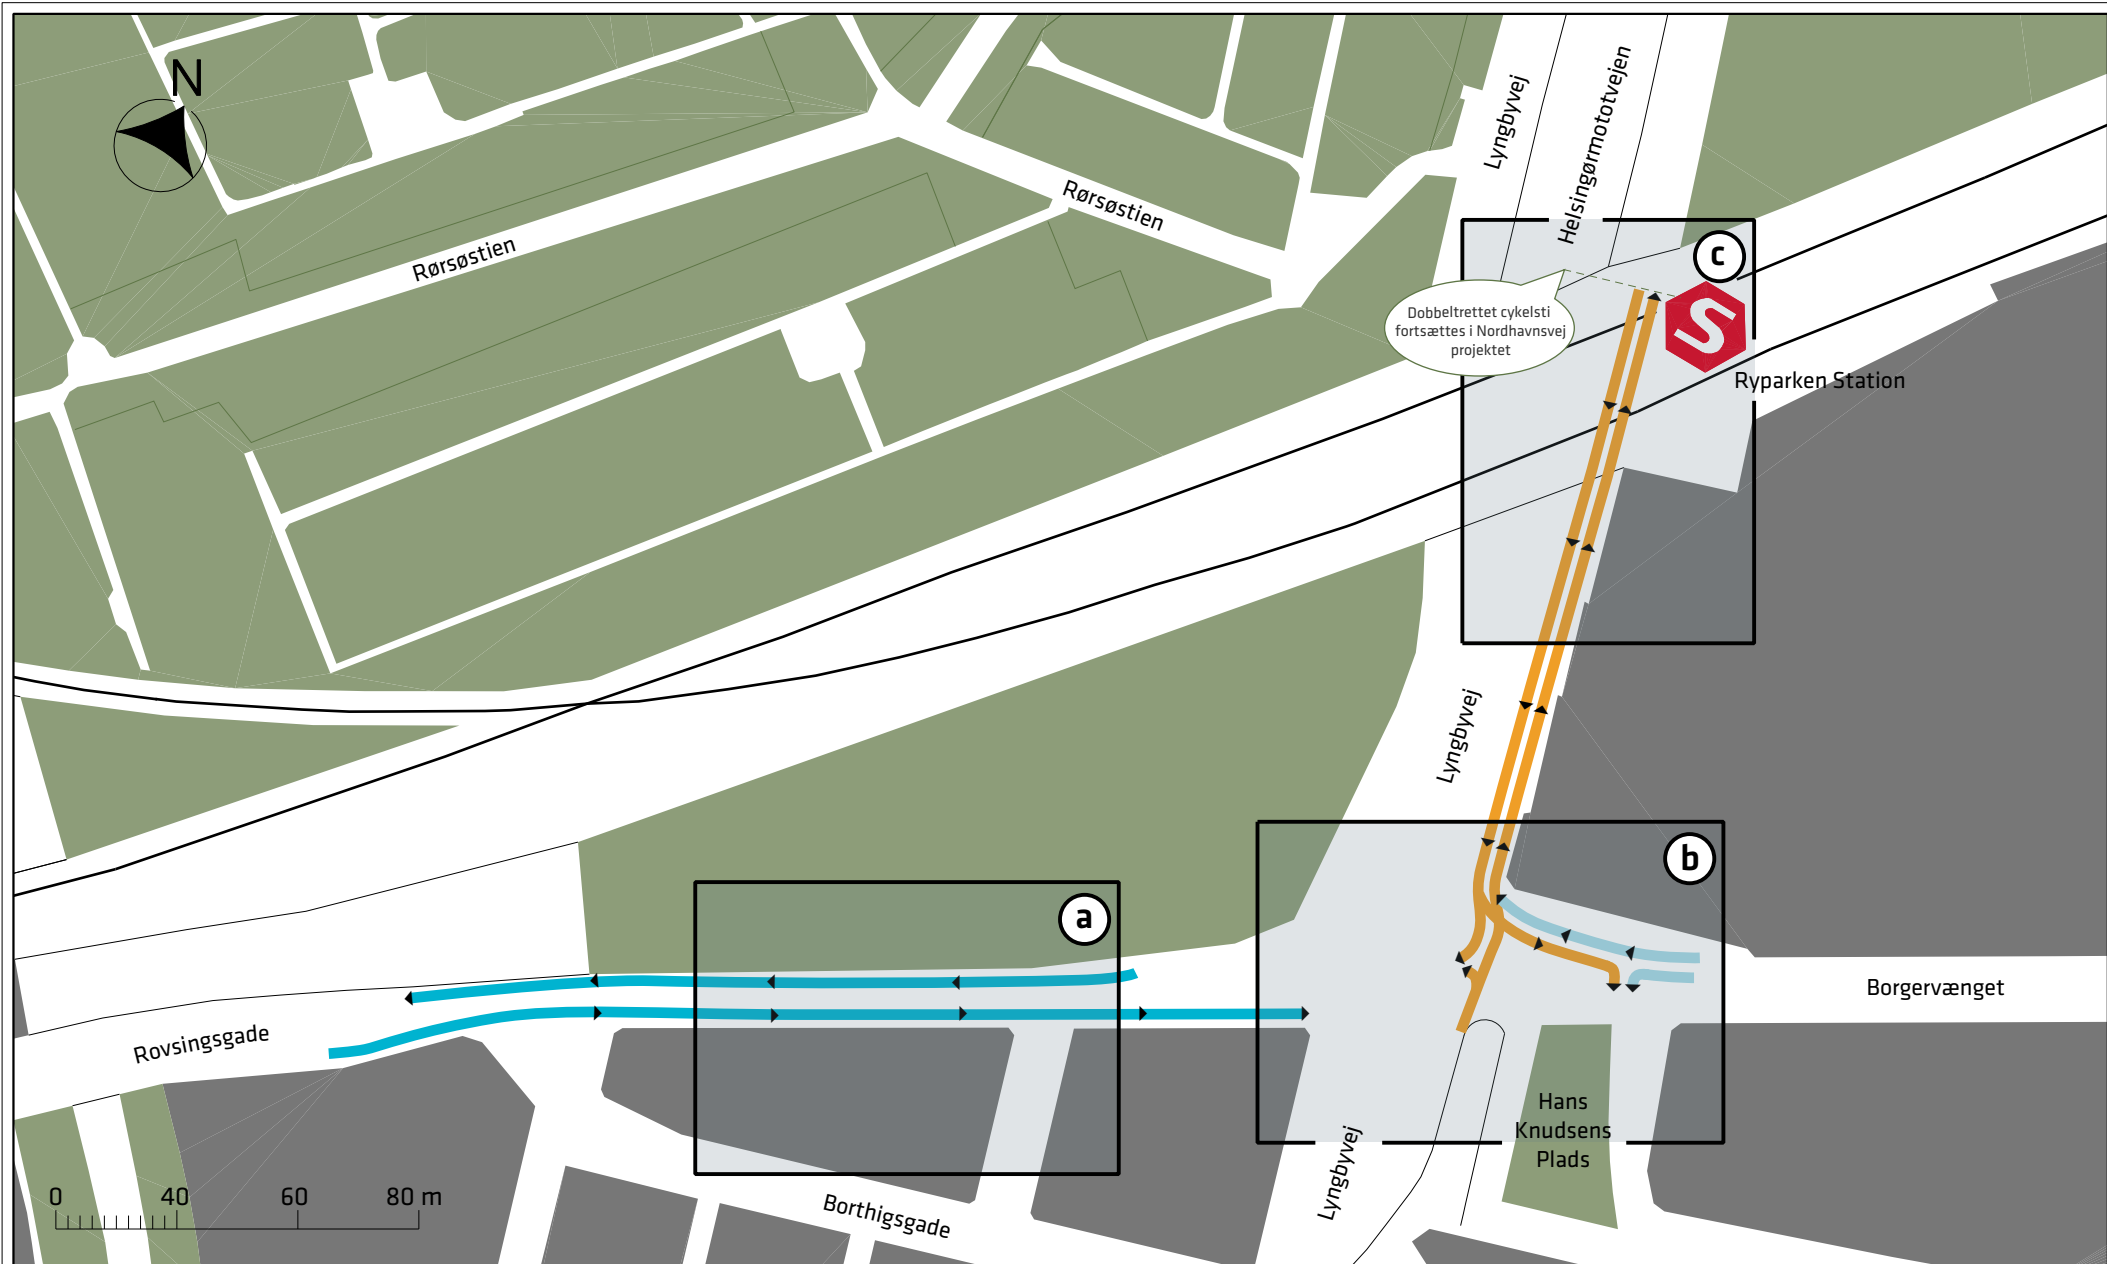 N
Lyngbyvej
Helsingørmototvejen
Rørsøstien
Rørsøstien
c
S
Dobbeltrettet cykelsti
fortsættes i Nordhavnsvej
projektet
Ryparken Station
Lyngbyvej
b
a
Borgervænget
Rovsingsgade
Hans
Knudsens
Plads
Lyngbyvej
0 40 60 80 m
Borthigsgade